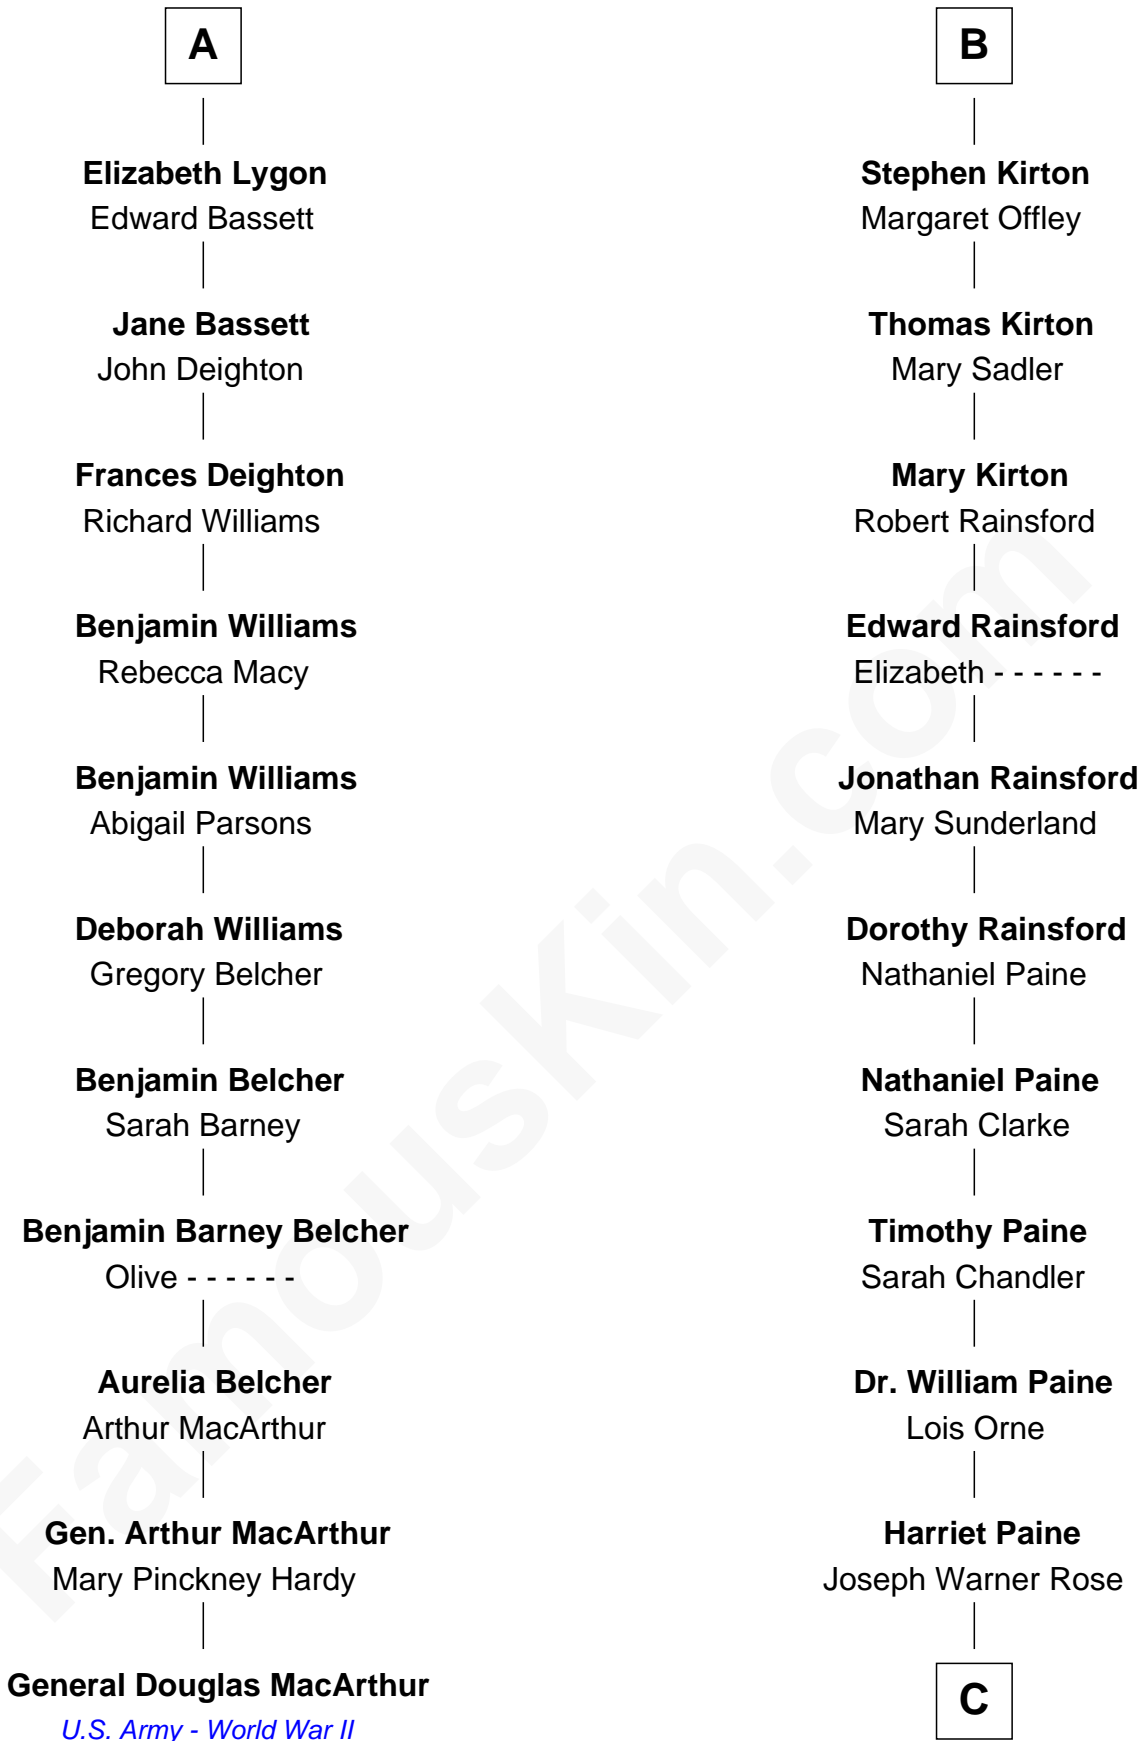 A
Elizabeth Lygon
Edward Bassett
Jane Bassett
John Deighton
Frances Deighton
Richard Williams
Benjamin Williams
Rebecca Macy
Benjamin Williams
Abigail Parsons
Deborah Williams
Gregory Belcher
Benjamin Belcher
Sarah Barney
Benjamin Barney Belcher
Olive - - - - - -
Aurelia Belcher
Arthur MacArthur
Gen. Arthur MacArthur
Mary Pinckney Hardy
General Douglas MacArthur
U.S. Army - World War II
B
Stephen Kirton
Margaret Offley
Thomas Kirton
Mary Sadler
Mary Kirton
Robert Rainsford
Edward Rainsford
Elizabeth - - - - - -
Jonathan Rainsford
Mary Sunderland
Dorothy Rainsford
Nathaniel Paine
Nathaniel Paine
Sarah Clarke
Timothy Paine
Sarah Chandler
Dr. William Paine
Lois Orne
Harriet Paine
Joseph Warner Rose
C
FamousKin.com